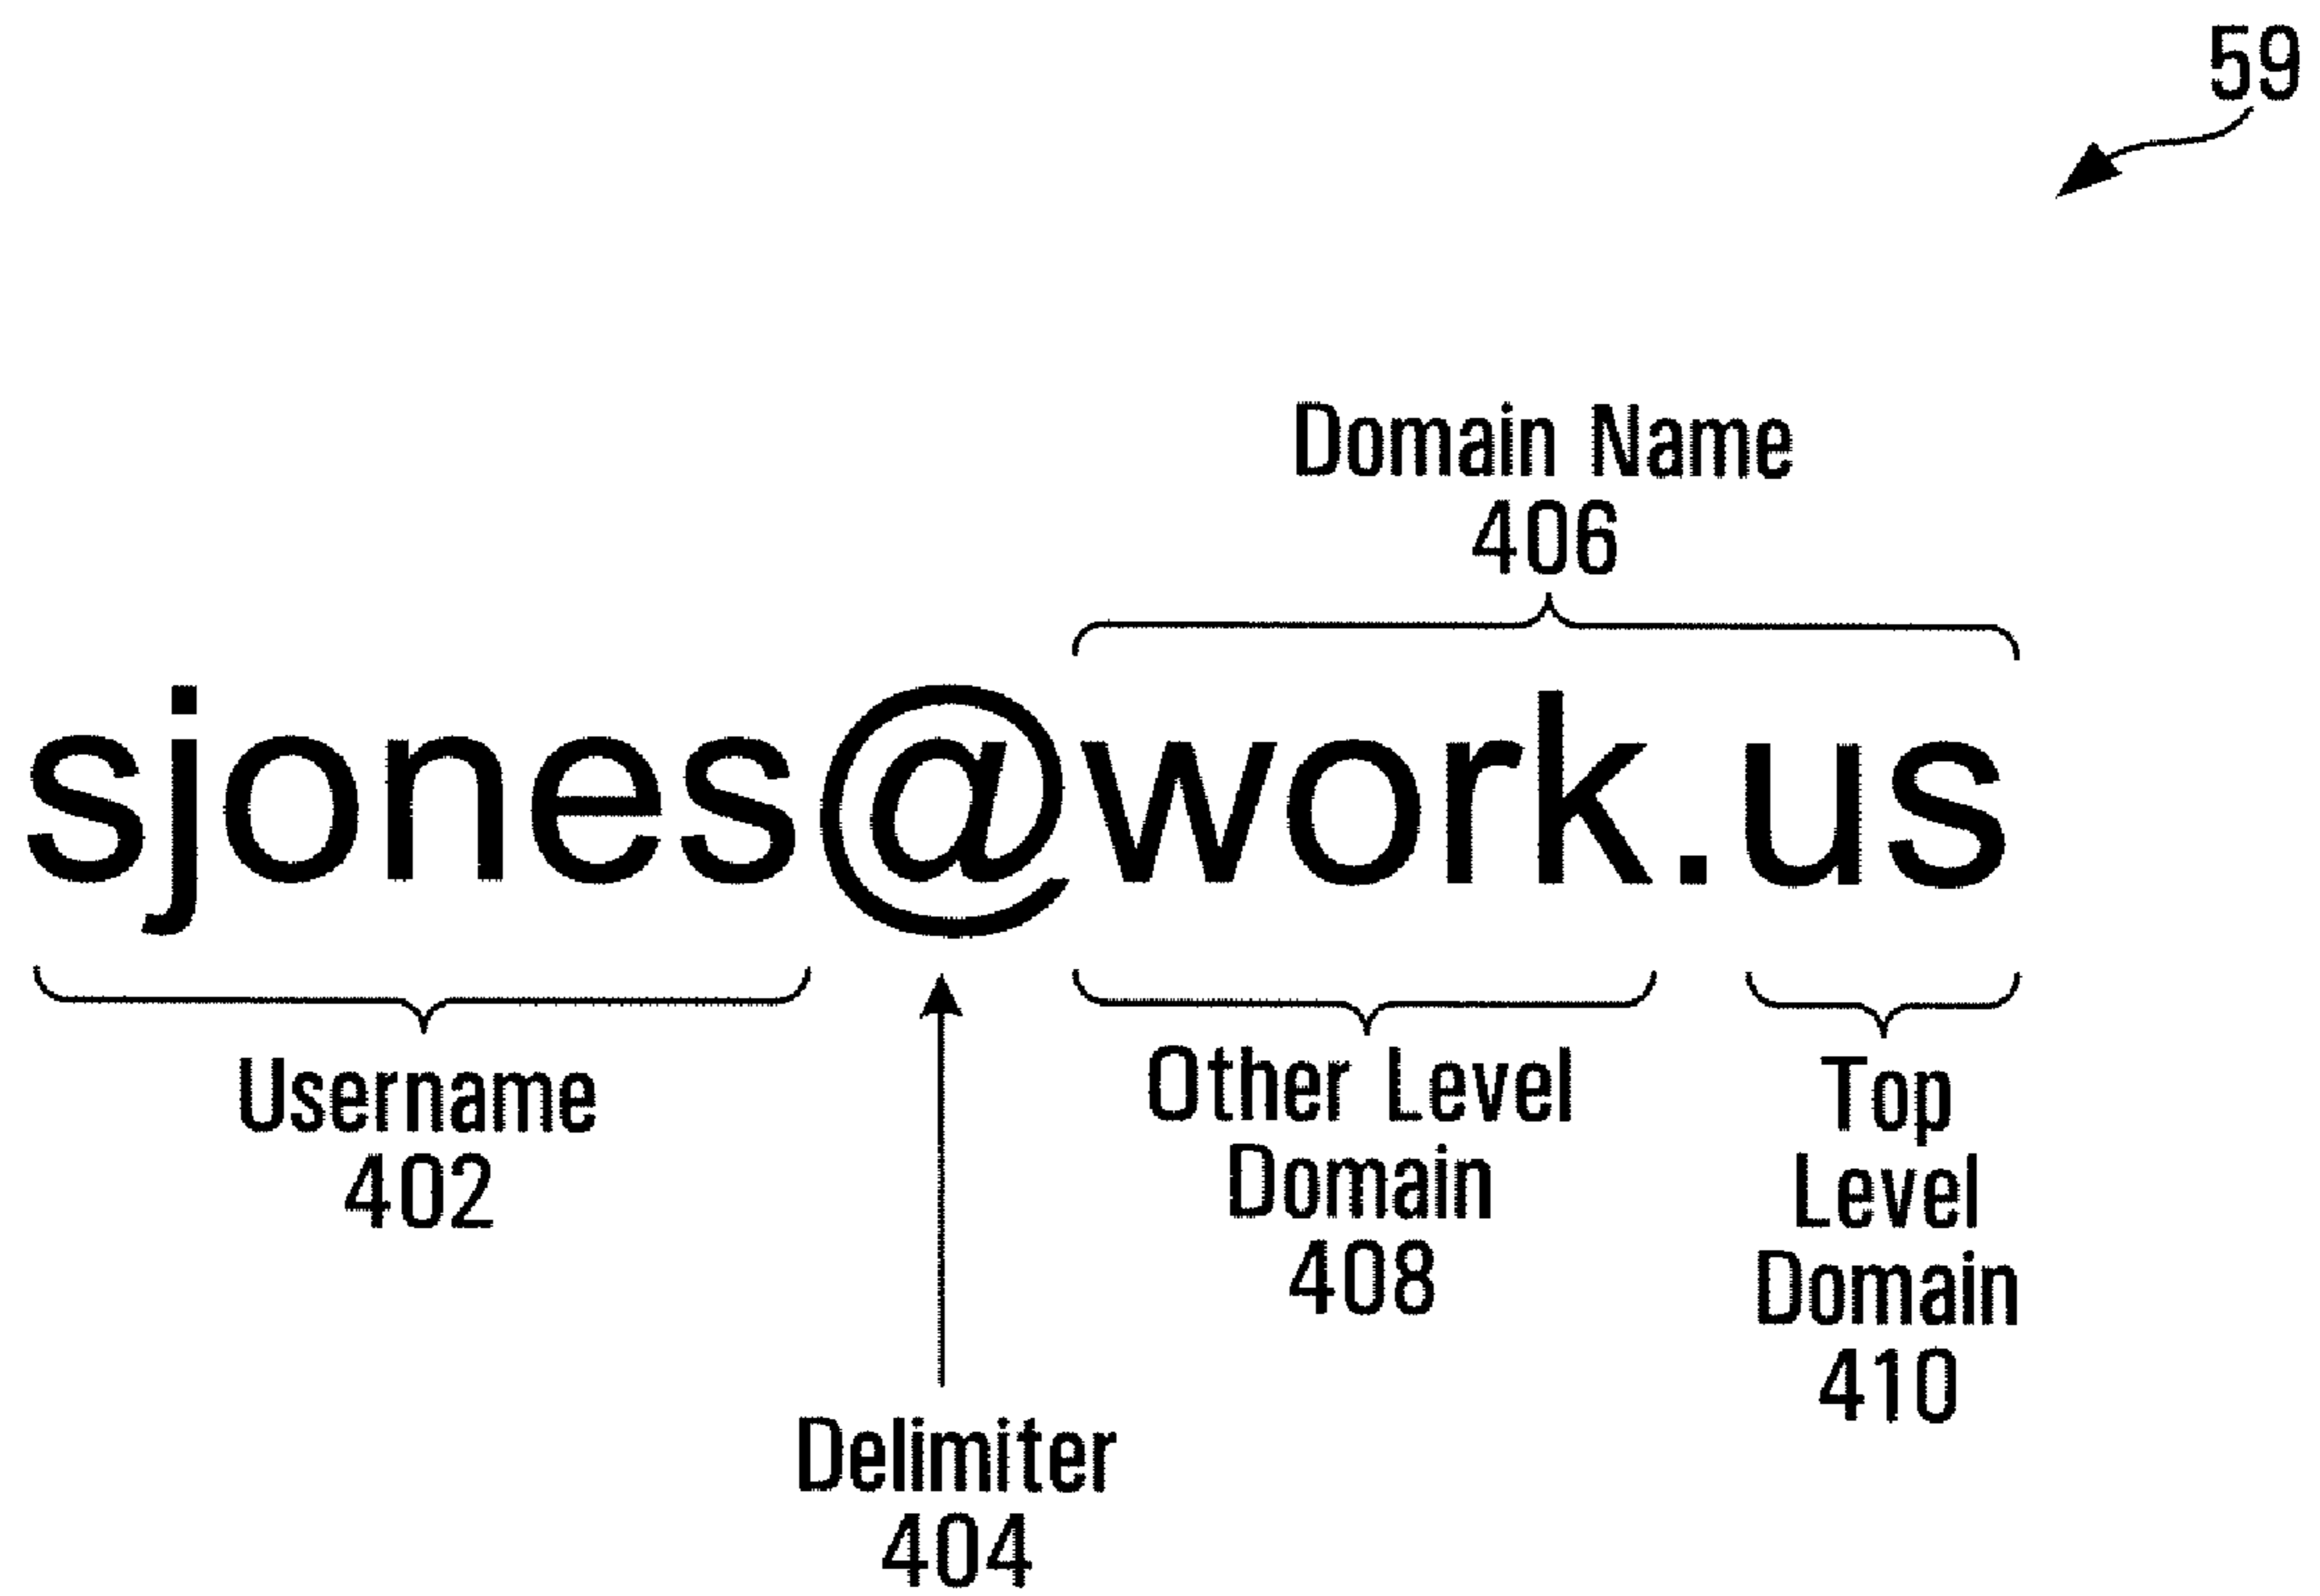 59
Domain Name
406
sjones@work.us
Username
402
Delimiter
404
Other Level
Domain
408
Top
Level
Domain
410